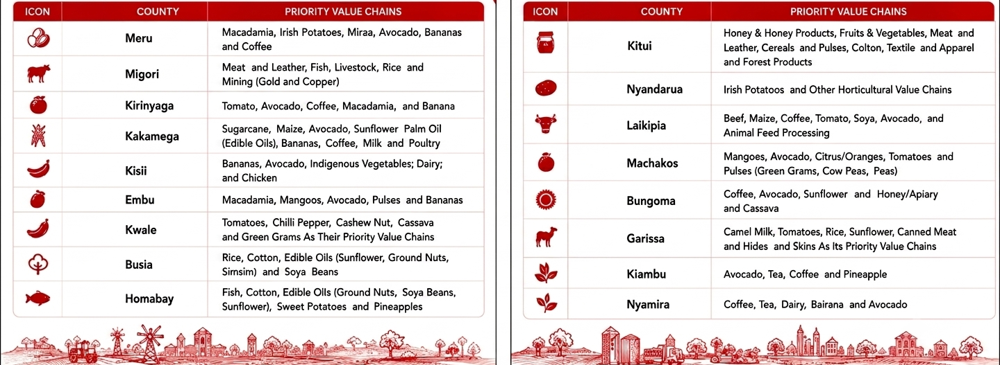 ICON COUNTY PRIORITY VALUE CHAINS
Meru
Macadamia, Irish Potatoes, Miraa, Avocado, Bananas
and Coffee
Migori
Meat and Leather, Fish, Livestock, Rice and
Mining (Gold and Copper)
Kirinyaga
Tomato, Avocado, Coffee, Macadamia, and Banana
Kakamega
Sugarcane, Maize, Avocado, Sunflower Palm Oil
(Edible Oils), Bananas, Coffee, Milk and Poultry
Kisii
Bananas, Avocado, Indigenous Vegetables; Dairy;
and Chicken
Embu
Macadamia, Mangoos, Avocado, Pulses and Bananas
Kwale
Tomatoes, Chilli Pepper, Cashew Nut, Cassava
and Green Grams As Their Priority Value Chains
Busia
Rice, Cotton, Edible Oils (Sunflower, Ground Nuts,
Simsim) and Soya Beans
Homabay
Fish, Cotton, Edible Olls (Ground Nuts, Soya Beans,
Sunflower), Sweet Potatoes and Pineapples
ICON COUNTY PRIORITY VALUE CHAINS
Kitui
Honey & Honey Products, Fruits & Vegetables, Meat and
Leather, Cereals and Pulses, Colton, Textile and Apparel
and Forest Products
Nyandarua
Irish Potatoos and Other Horticultural Value Chains
Laikipia
Beef, Maize, Coffee, Tomato, Soya, Avocado, and
Animal Feed Processing
Machakos
Mangoes, Avocado, Citrus/Oranges, Tomatoes and
Pulses (Green Grams, Cow Peas, Peas)
Bungoma
Coffee, Avocado, Sunflower and Honey/Apiary
and Cassava
Garissa
Camel Milk, Tomatoes, Rice, Sunflower, Canned Meat
and Hides and Skins As Its Priority Value Chains
Kiambu
Avocado, Tea, Coffee and Pineapple
Nyamira
Coffee, Tea, Dairy, Bairana and Avocado